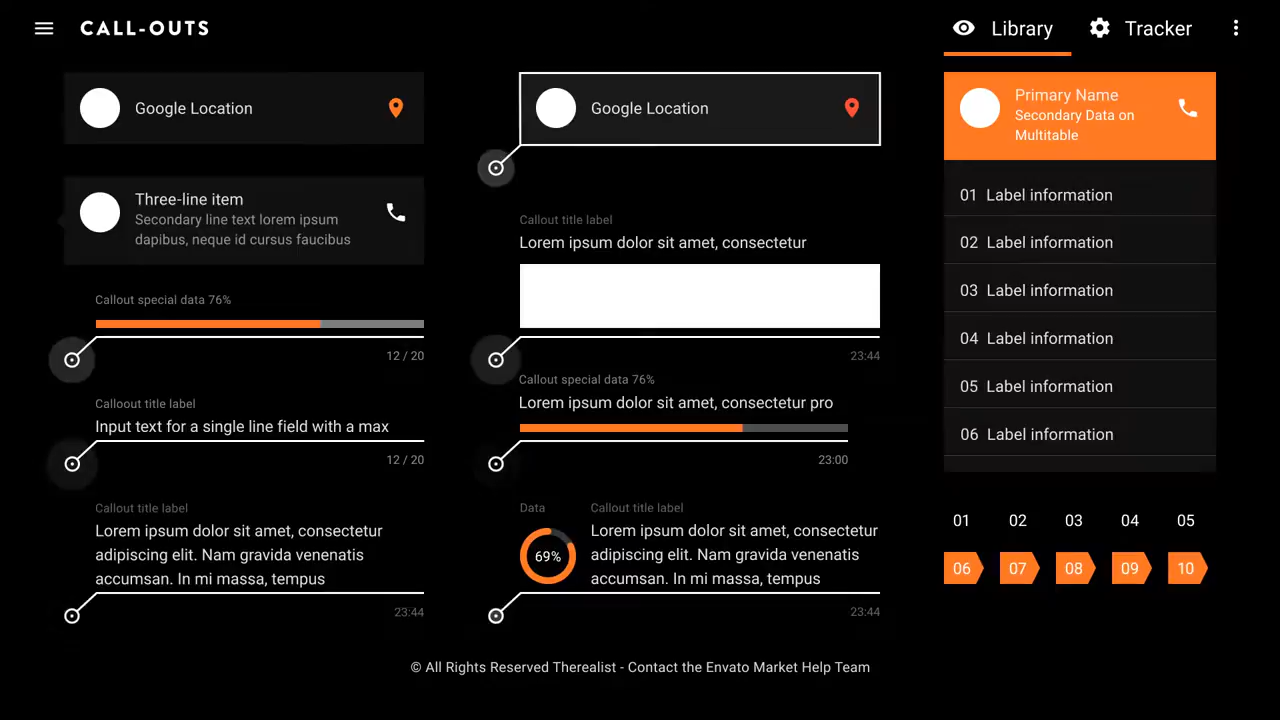 CALL-OUTS
Library
Tracker
Google Location
Three-line item
Secondary line text lorem ipsum
dapibus, neque id cursus faucibus
Callout special data 76%
12 / 20
Calloout title label
Input text for a single line field with a max
12 / 20
Callout title label
Lorem ipsum dolor sit amet, consectetur
adipiscing elit. Nam gravida venenatis
accumsan. In mi massa, tempus
23:44
Google Location
Callout title label
Lorem ipsum dolor sit amet, consectetur
23:44
Callout special data 76%
Lorem ipsum dolor sit amet, consectetur pro
23:00
Data
69%
Callout title label
Lorem ipsum dolor sit amet, consectetur
adipiscing elit. Nam gravida venenatis
accumsan. In mi massa, tempus
23:44
Primary Name
Secondary Data on
Multitable
01 Label information
02 Label information
03 Label information
04 Label information
05 Label information
06 Label information
01 02 03 04 05
06 07 08 09 10
© All Rights Reserved Therealist - Contact the Envato Market Help Team